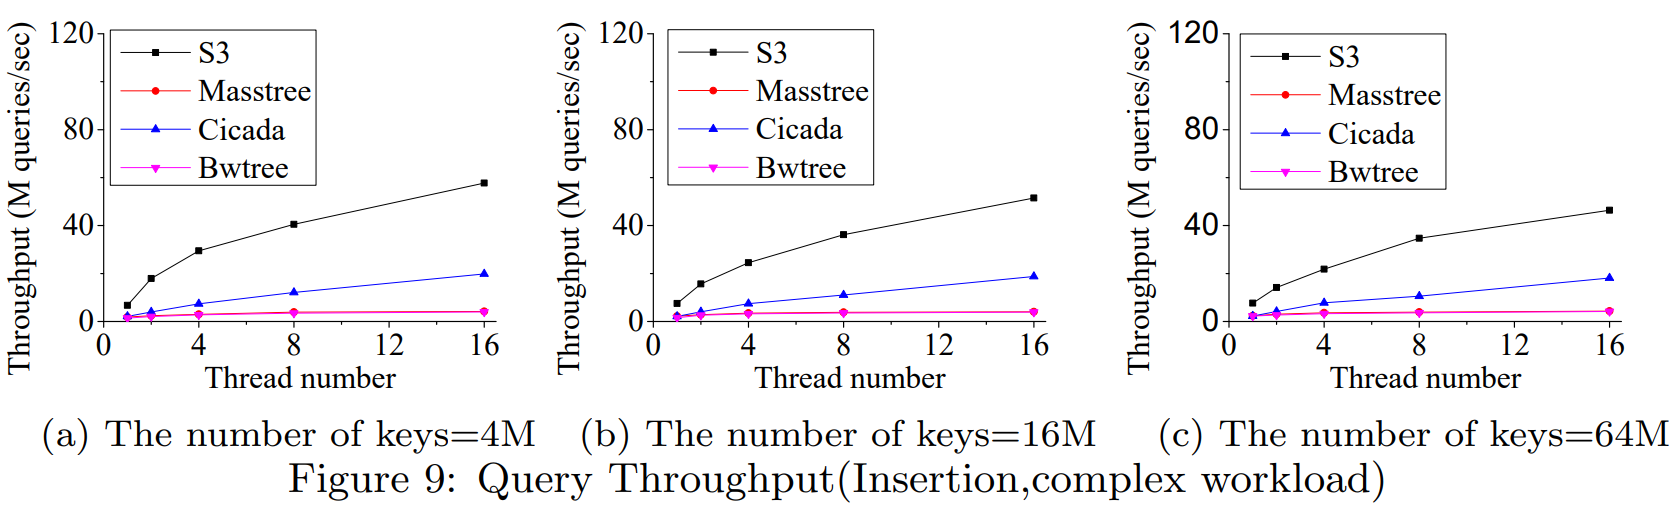 Throughput (M queries/sec)
120
80
40
0
S3
Masstree
Cicada
Bwtree
0 4 8 12 16
Thread number
(a) The number of keys=4M
Throughput (M queries/sec)
120
80
40
0
S3
Masstree
Cicada
Bwtree
0 4 8 12 16
Thread number
(b) The number of keys=16M
Throughput (M queries/sec)
120
80
40
0
S3
Masstree
Cicada
Bwtree
0 4 8 12 16
Thread number
(c) The number of keys=64M
Figure 9: Query Throughput(Insertion,complex workload)